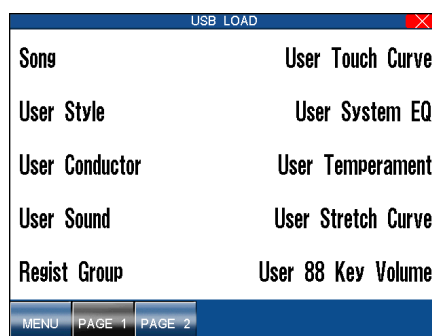 USB LOAD
Song
User Touch Curve
User Style
User System EQ
User Conductor
User Temperament
User Sound
User Stretch Curve
Regist Group
User 88 Key Volume
MENU PAGE 1 PAGE 2